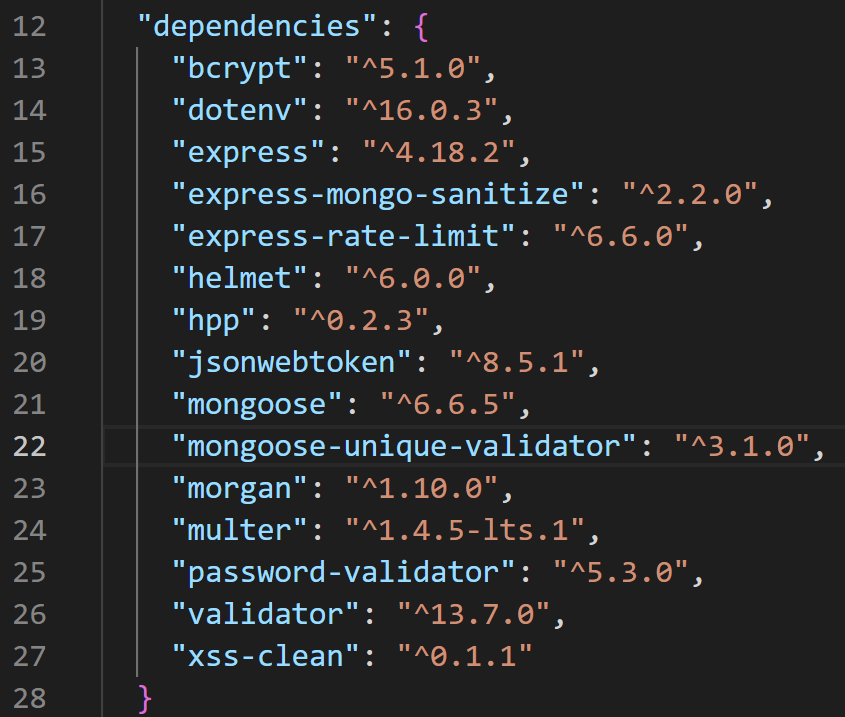 12 "dependencies": {
13 "bcrypt": "^5.1.0",
14 "dotenv": "^16.0.3",
15 "express": "^4.18.2",
16 "express-mongo-sanitize": "^2.2.0",
17 "express-rate-limit": "^6.6.0",
18 "helmet": "^6.0.0",
19 "hpp": "^0.2.3",
20 "jsonwebtoken": "^8.5.1",
21 "mongoose": "^6.6.5",
22 "mongoose-unique-validator": "^3.1.0",
23 "morgan": "^1.10.0",
24 "multer": "^1.4.5-lts.1",
25 "password-validator": "^5.3.0",
26 "validator": "^13.7.0",
27 "xss-clean": "^0.1.1"
28 }